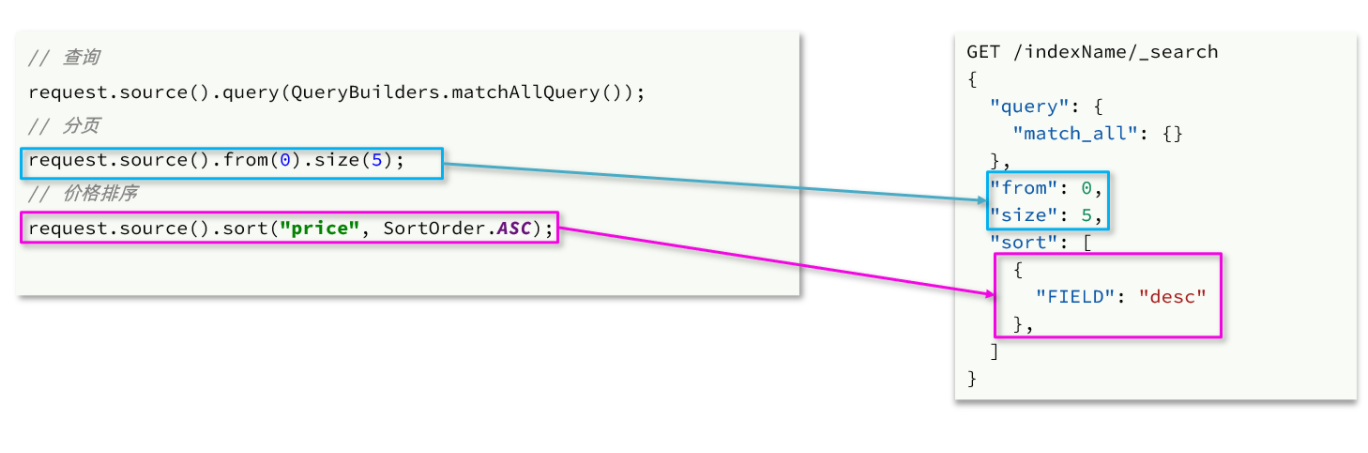 // 查询
request.source().query(QueryBuilders.matchAllQuery());
// 分页
request.source().from(0).size(5);
// 价格排序
request.source().sort("price", SortOrder.ASC);
GET /indexName/_search
{
  "query": {
    "match_all": {}
  },
  "from": 0,
  "size": 5,
  "sort": [
    {
      "FIELD": "desc"
    },
  ]
}